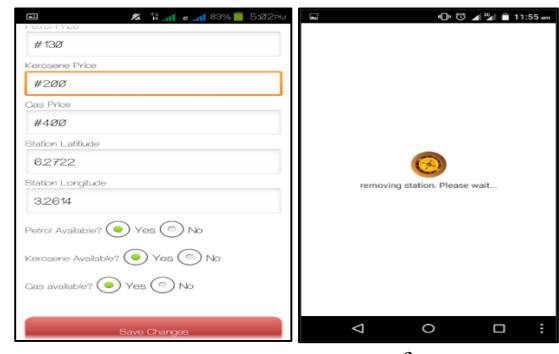 83% 5:02PM
Petrol Price
#130
Kerosene Price
#200
Gas Price
#400
Station Latitude
6.2722
Station Longitude
3.2614
Petrol Available? Yes No
Kerosene Available? Yes No
Gas available? Yes No
Save Changes
11:55 am
removing station. Please wait...